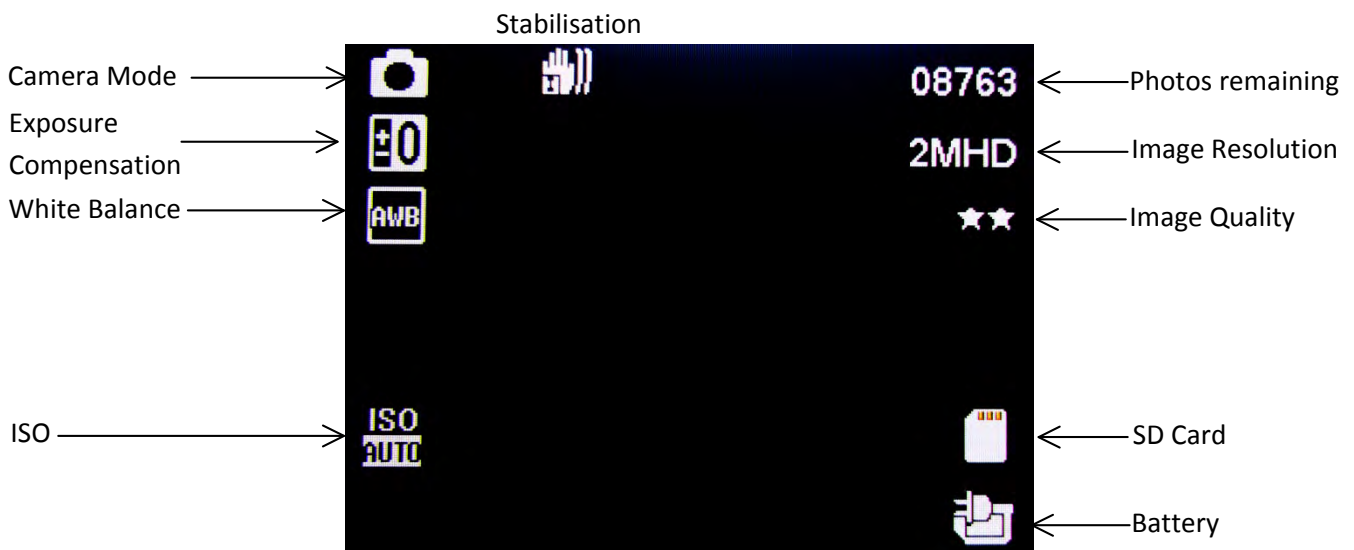 Stabilisation
Camera Mode
08763
Photos remaining
Exposure
Compensation
±0
2MHD
Image Resolution
White Balance
AWB
Image Quality
ISO
ISO
AUTO
SD Card
Battery